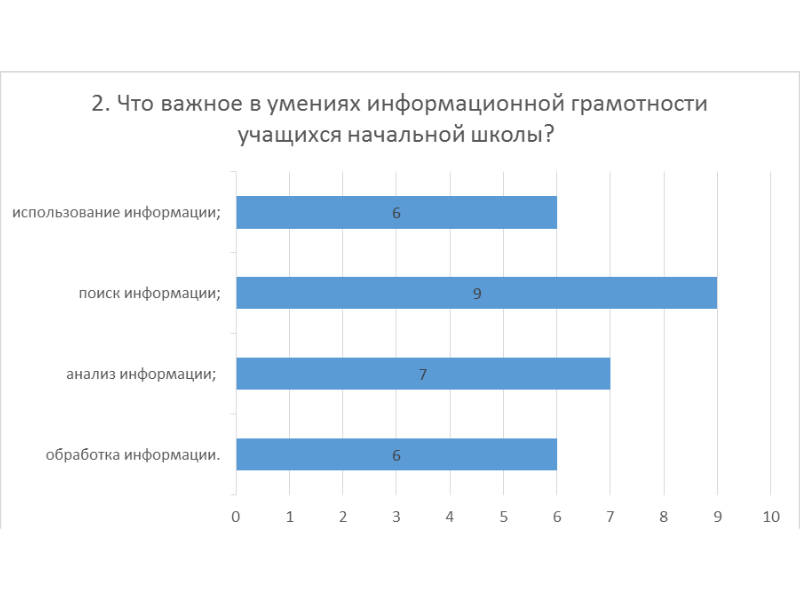 2. Что важное в умениях информационной грамотности
учащихся начальной школы?
использование информации;
6
поиск информации;
9
анализ информации;
7
обработка информации.
6
0 1 2 3 4 5 6 7 8 9 10